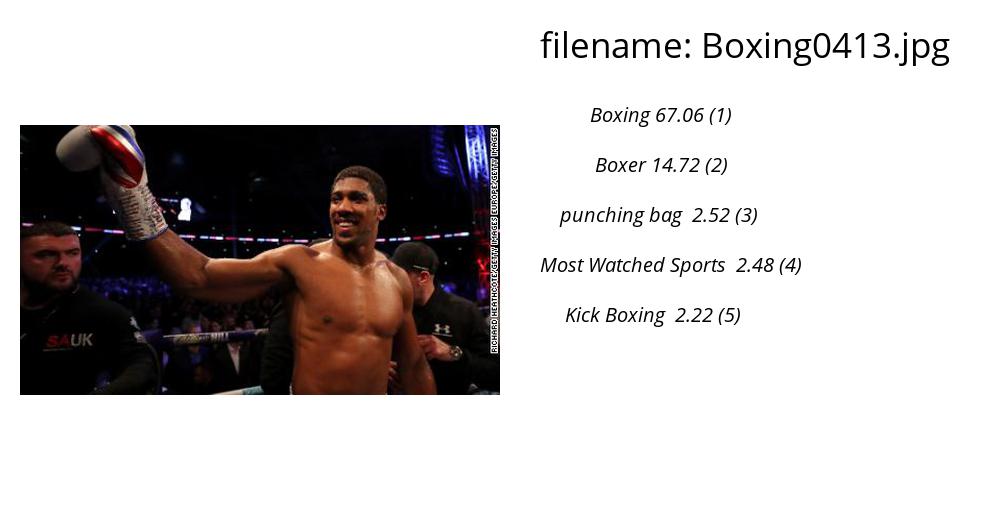 filename: Boxing0413.jpg
Boxing 67.06 (1)
Boxer 14.72 (2)
punching bag 2.52 (3)
Most Watched Sports 2.48 (4)
Kick Boxing 2.22 (5)
RICHARD HEATHCOTE/GETTY IMAGES EUROPE/GETTY IMAGES
SAUK